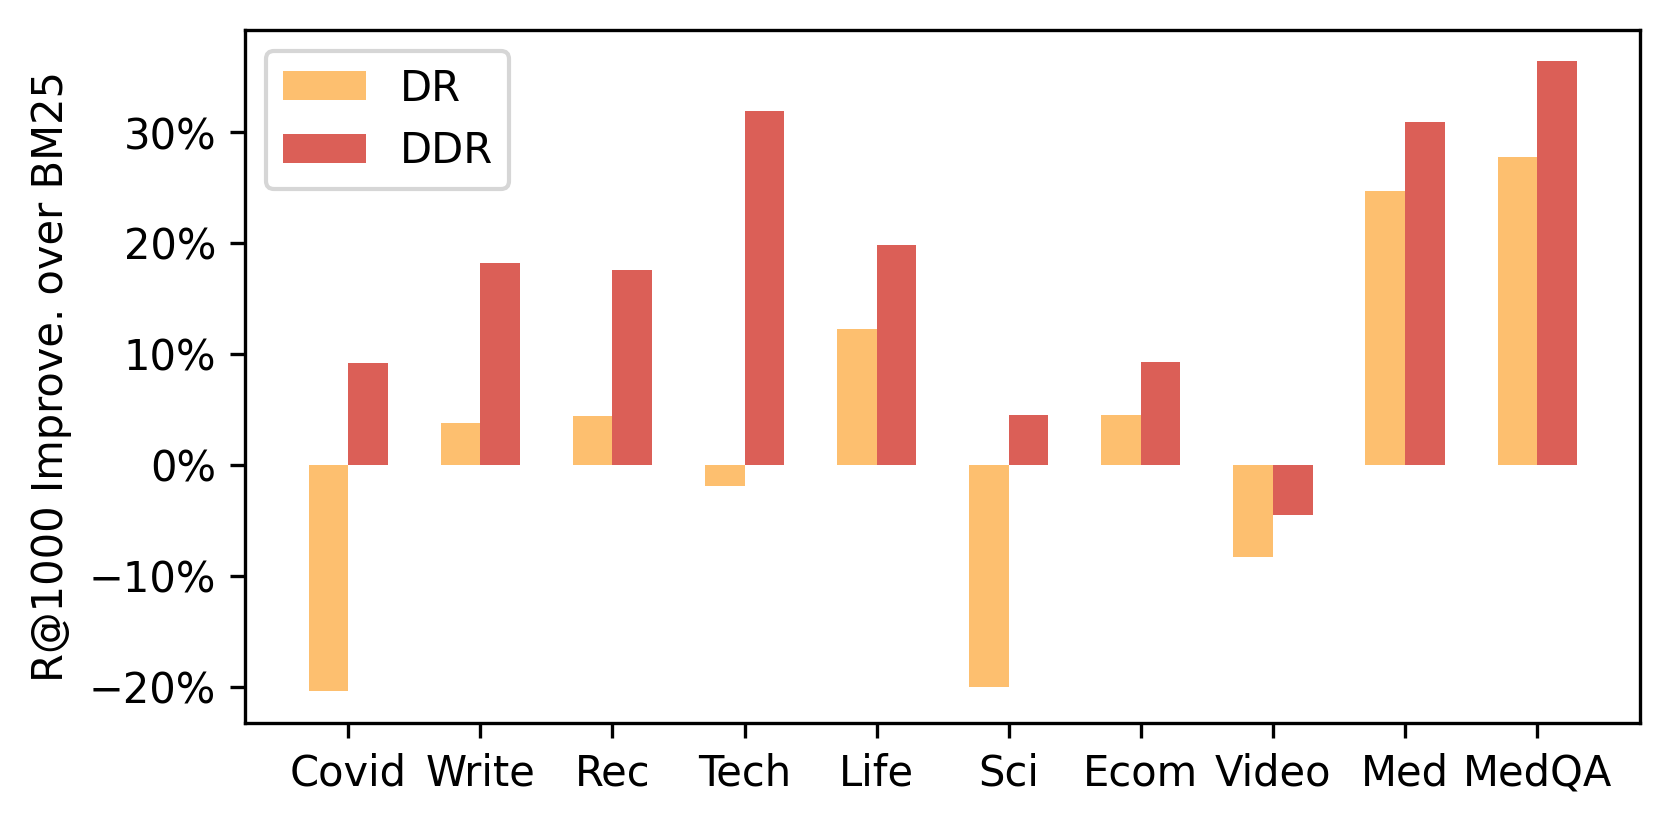 R@1000 Improve. over BM25
30%
20%
10%
0%
−10%
−20%
DR
DDR
Covid Write Rec Tech Life Sci Ecom Video Med MedQA